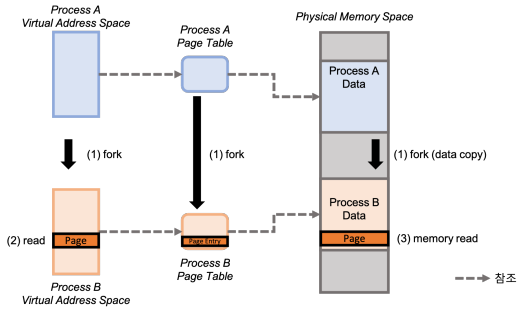 Process A
Virtual Address Space
Process A
Page Table
Physical Memory Space
Process A
Data
(1) fork
(1) fork
(1) fork (data copy)
Process B
Data
(2) read
Page
Page Entry
Page
(3) memory read
Process B
Page Table
Process B
Virtual Address Space
참조